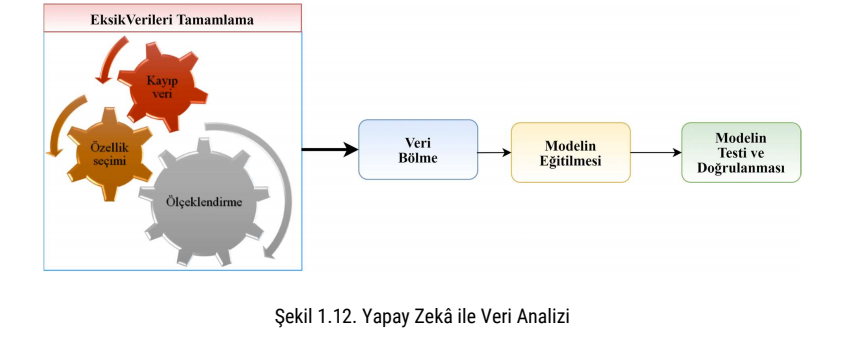 EksikVerileri Tamamlama
Kayıp
veri
Özellik
seçimi
Ölçeklendirme
Veri
Bölme
Modelin
Eğitilmesi
Modelin
Testi ve
Doğrulanması
Şekil 1.12. Yapay Zekâ ile Veri Analizi